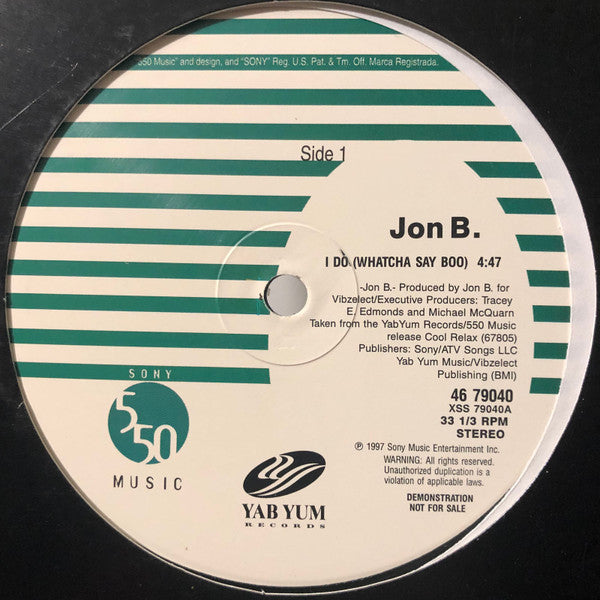 550 Music" and design, and "SONY" Reg. U.S. Pat. & Tm. Off. Marca Registrada.
Side 1
Jon B.
I DO (WHATCHA SAY BOO) 4:47
-Jon B.- Produced by Jon B. for
Vibzelect/Executive Producers: Tracey
E. Edmonds and Michael McQuarn
Taken from the YabYum Records/550 Music
release Cool Relax (67805)
Publishers: Sony/ATV Songs LLC
Yab Yum Music/Vibzelect
Publishing (BMI)
46 79040
XSS 79040A
33 1/3 RPM
STEREO
℗ 1997 Sony Music Entertainment Inc.
WARNING: All rights reserved.
Unauthorized duplication is a
violation of applicable laws.
DEMONSTRATION
NOT FOR SALE
SONY
550
MUSIC
YAB YUM
RECORDS